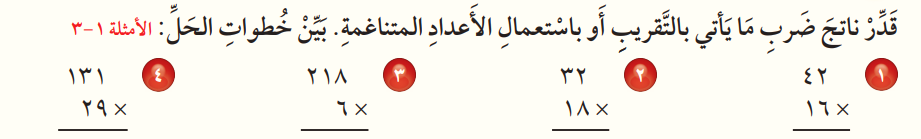 قَدِّرْ ناتجَ ضَربِ مَا يَأتي بالتَّقريبِ أَو باسْتعمالِ الأَعدادِ المتناغمةِ. بَيِّنْ خُطواتِ الحَلِّ: الأمثلة ١-٣
١ ٤٢ ٢ ٣٢ ٣ ٢١٨ ٤ ١٣١
١٦ × ١٨ × ٦ × ٢٩ ×